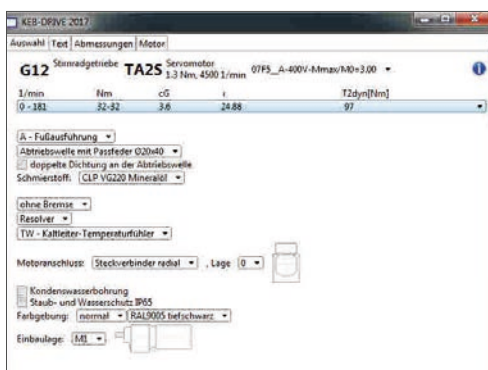 KEB-DRIVE 2017
Auswahl Text Abmessungen Motor
G12 Stirnradgetriebe TA2S Servomotor 1.3 Nm, 4500 1/min 07F5__A-400V-Mmax/M0=3.00
1/min Nm cG ι T2dyn[Nm]
0 - 181 32-32 3.6 24.88 97
A - Fußausführung
Abtriebswelle mit Passfeder Ø20x40
doppelte Dichtung an der Abtriebswelle
Schmierstoff: CLP VG220 Mineralöl
ohne Bremse
Resolver
TW - Kaltleiter-Temperaturfühler
Motoranschluss: Steckverbinder radial , Lage 0
Kondenswasserbohrung
Staub- und Wasserschutz IP65
Farbgebung: normal RAL9005 tiefschwarz
Einbaulage: M1